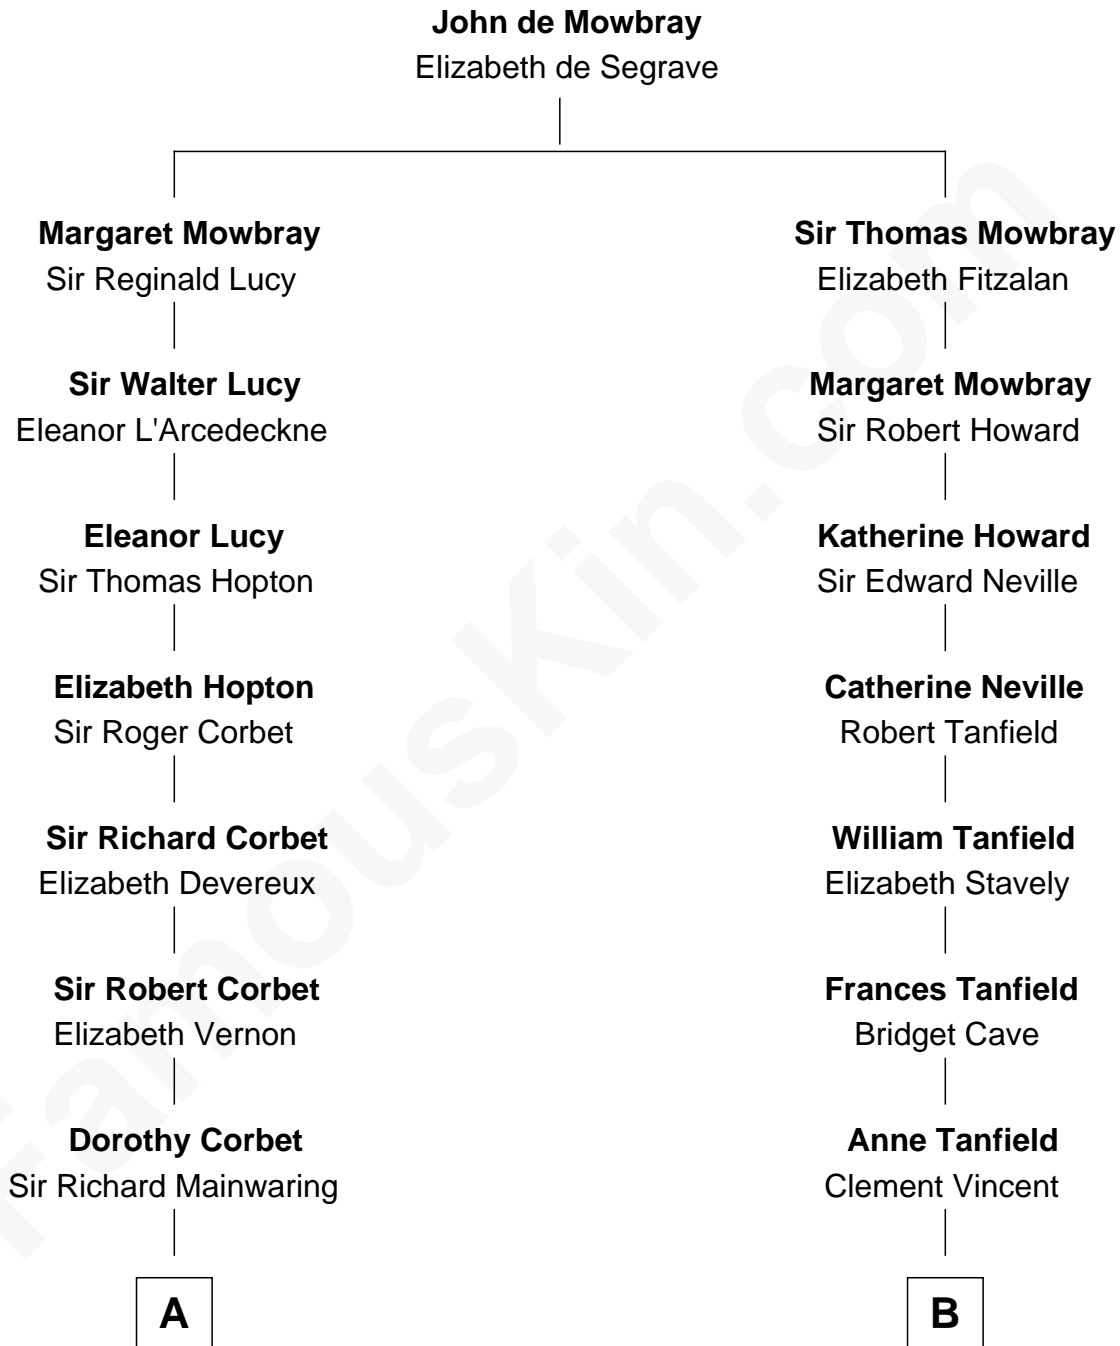 John de Mowbray
Elizabeth de Segrave
Margaret Mowbray
Sir Reginald Lucy
Sir Thomas Mowbray
Elizabeth Fitzalan
Sir Walter Lucy
Eleanor L'Arcedeckne
Margaret Mowbray
Sir Robert Howard
Eleanor Lucy
Sir Thomas Hopton
Katherine Howard
Sir Edward Neville
Elizabeth Hopton
Sir Roger Corbet
Catherine Neville
Robert Tanfield
Sir Richard Corbet
Elizabeth Devereux
William Tanfield
Elizabeth Stavely
Sir Robert Corbet
Elizabeth Vernon
Frances Tanfield
Bridget Cave
Dorothy Corbet
Sir Richard Mainwaring
Anne Tanfield
Clement Vincent
A
B
FamousKin.com